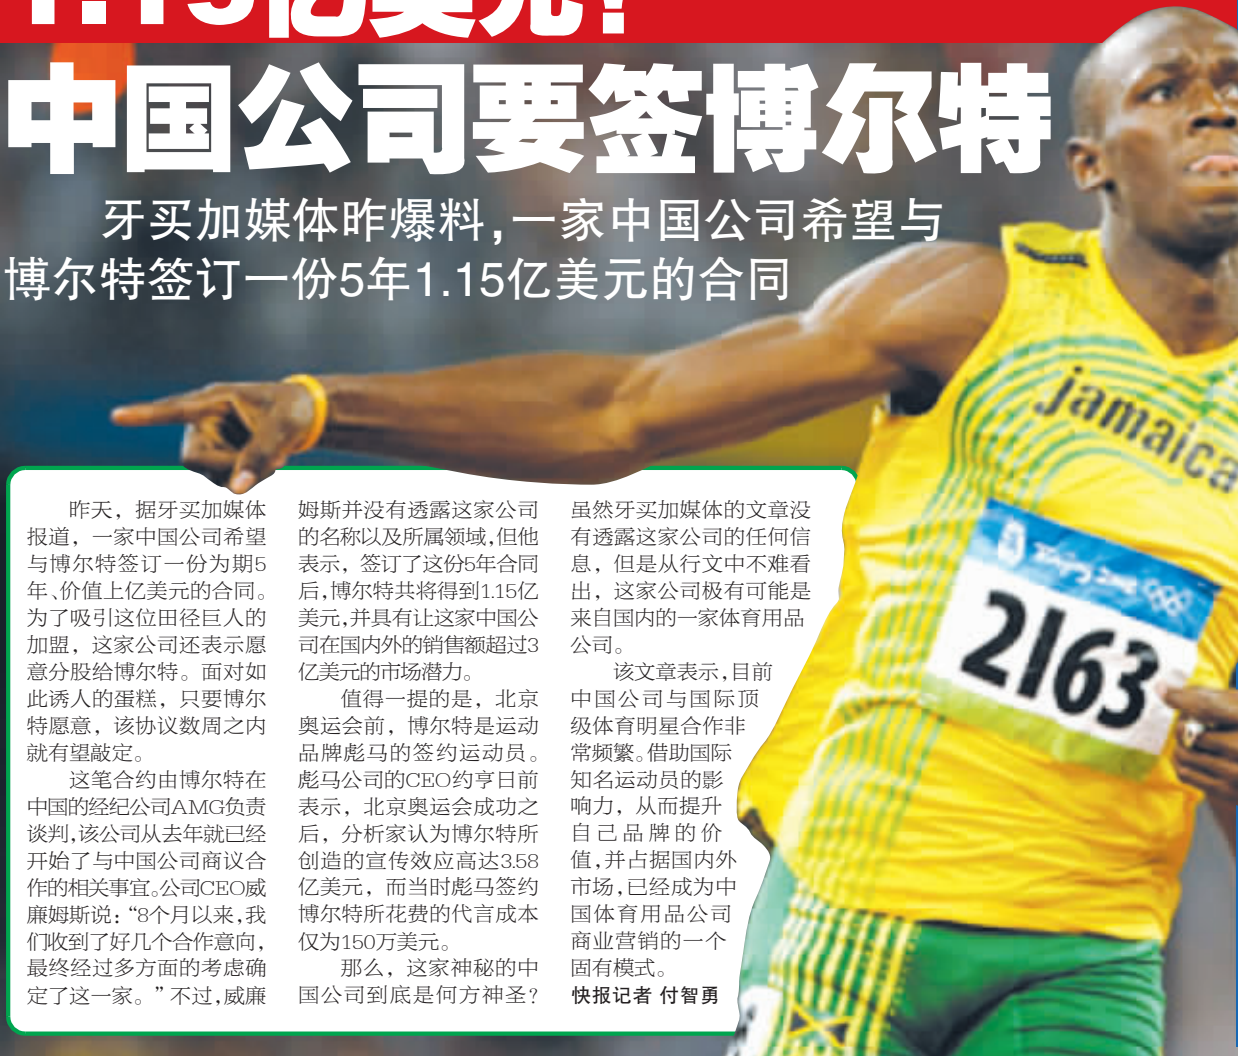 1.15亿美元！
中国公司要签博尔特
牙买加媒体昨爆料，一家中国公司希望与
博尔特签订一份5年1.15亿美元的合同
昨天，据牙买加媒体
报道，一家中国公司希望
与博尔特签订一份为期5
年、价值上亿美元的合同。
为了吸引这位田径巨人的
加盟，这家公司还表示愿
意分股给博尔特。面对如
此诱人的蛋糕，只要博尔
特愿意，该协议数周之内
就有望敲定。
这笔合约由博尔特在
中国的经纪公司AMG负责
谈判，该公司从去年就已经
开始了与中国公司商议合
作的相关事宜。公司CEO威
廉姆斯说：“8个月以来，我
们收到了好几个合作意向，
最终经过多方面的考虑确
定了这一家。”不过，威廉
姆斯并没有透露这家公司
的名称以及所属领域，但他
表示，签订了这份5年合同
后，博尔特共将得到1.15亿
美元，并具有让这家中国公
司在国内外的销售额超过3
亿美元的市场潜力。
值得一提的是，北京
奥运会前，博尔特是运动
品牌彪马的签约运动员。
彪马公司的CEO约亨日前
表示，北京奥运会成功之
后，分析家认为博尔特所
创造的宣传效应高达3.58
亿美元，而当时彪马签约
博尔特所花费的代言成本
仅为150万美元。
那么，这家神秘的中
国公司到底是何方神圣？
虽然牙买加媒体的文章没
有透露这家公司的任何信
息，但是从行文中不难看
出，这家公司极有可能是
来自国内的一家体育用品
公司。
该文章表示，目前
中国公司与国际顶
级体育明星合作非
常频繁。借助国际
知名运动员的影
响力，从而提升
自己品牌的价
值，并占据国内外
市场，已经成为中
国体育用品公司
商业营销的一个
固有模式。
快报记者 付智勇
jamaica
Beijing 2008
2163